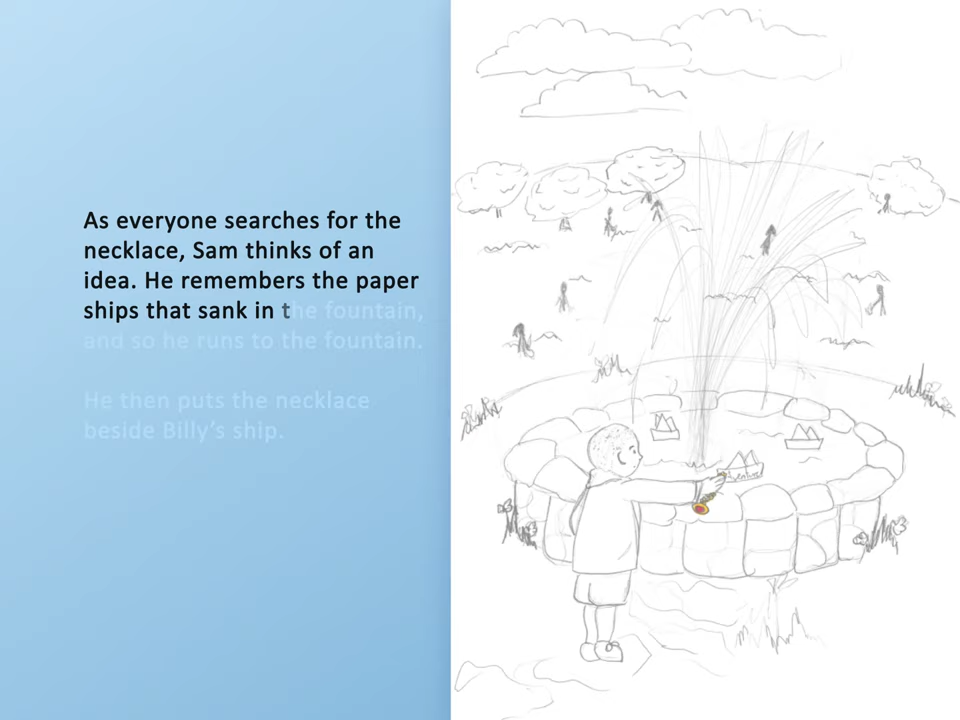 As everyone searches for the
necklace, Sam thinks of an
idea. He remembers the paper
ships that sank in the fountain,
and so he runs to the fountain.
He then puts the necklace
beside Billy's ship.